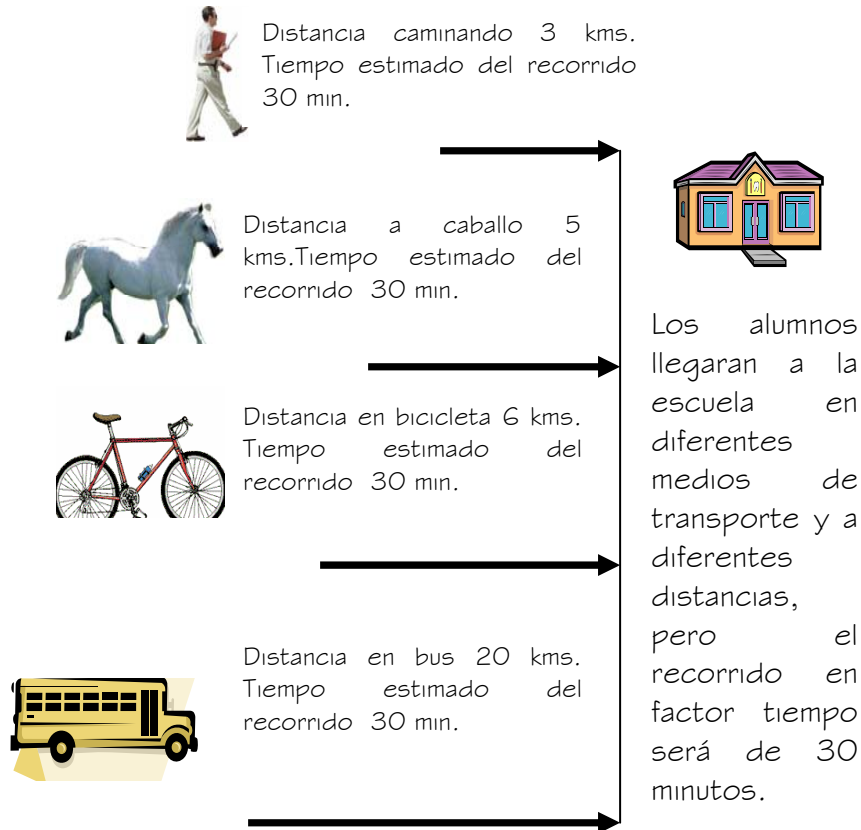 Distancia caminando 3 kms.
Tiempo estimado del recorrido
30 min.
Distancia a caballo 5
kms.Tiempo estimado del
recorrido 30 min.
Distancia en bicicleta 6 kms.
Tiempo estimado del
recorrido 30 min.
Distancia en bus 20 kms.
Tiempo estimado del
recorrido 30 min.
Los alumnos
llegaran a la
escuela en
diferentes
medios de
transporte y a
diferentes
distancias,
pero el
recorrido en
factor tiempo
será de 30
minutos.